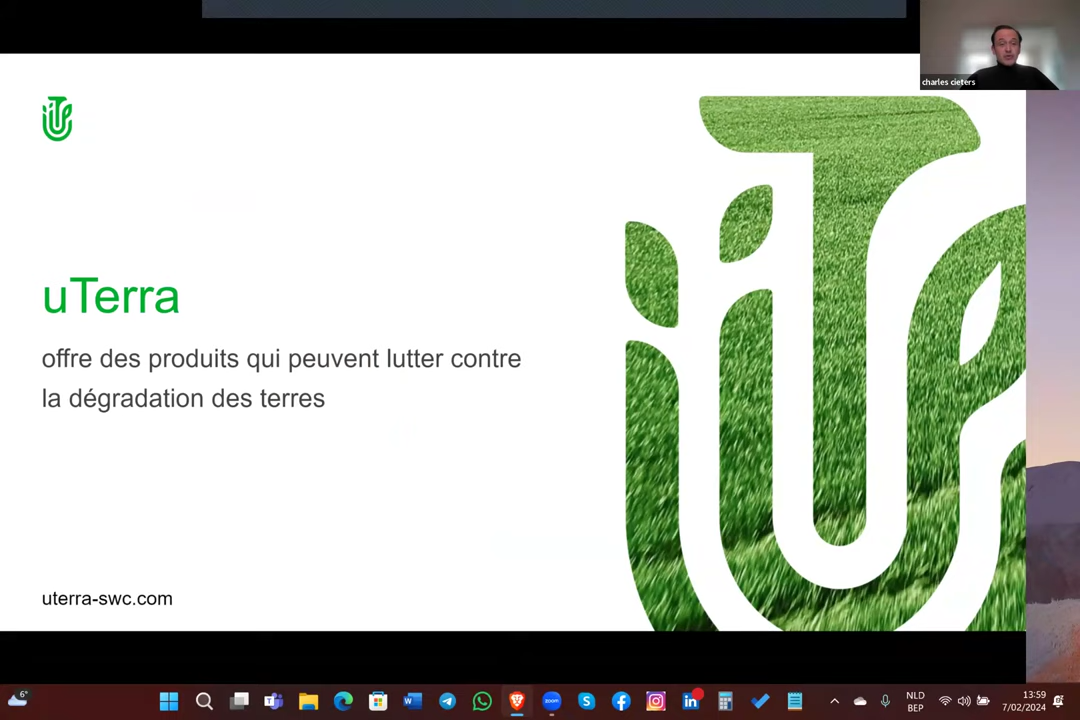 charles cieters
uTerra
offre des produits qui peuvent lutter contre
la dégradation des terres
uterra-swc.com
6°
NLD
BEP
13:59
7/02/2024